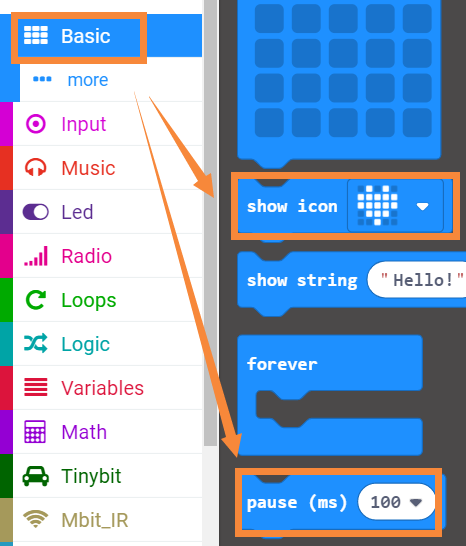 Basic
more
Input
Music
Led
Radio
Loops
Logic
Variables
Math
Tinybit
Mbit_IR
show icon
show string "Hello!"
forever
pause (ms) 100